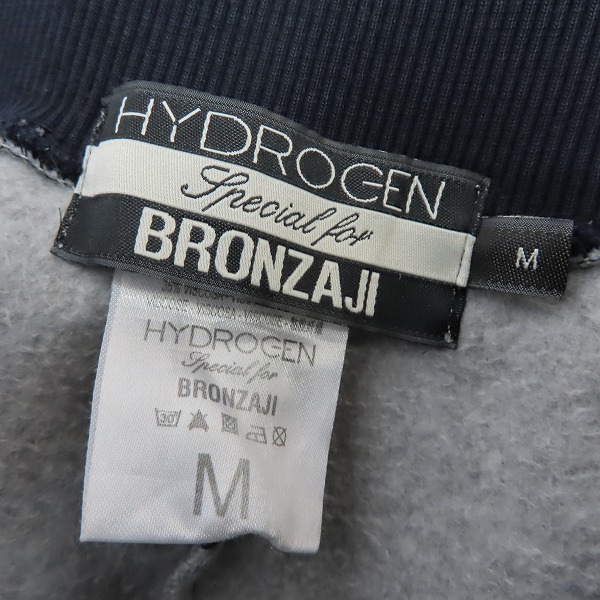 HYDROGEN
Special for
BRONZAJI
M
HYDROGEN
Special for
BRONZAJI
30°
M